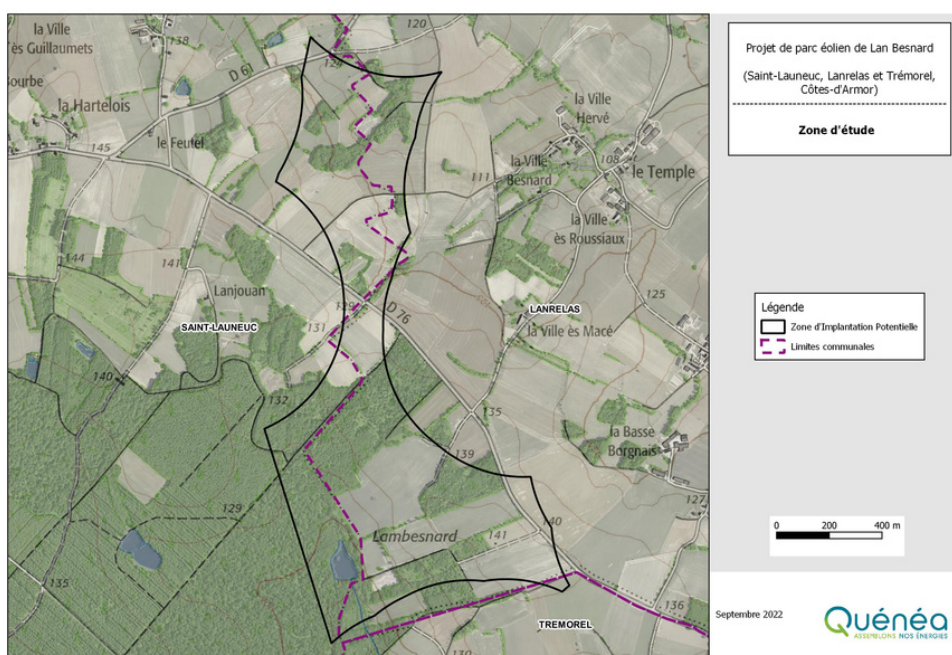 la Ville
ès Guillaumets
138
120
D 61
124
la Hartelois
le Feutel
145
la Ville
Hervé
la Ville
Besnard
108
le Temple
111
la Ville
ès Roussiaux
144
141
Lanjouan
129
D 76
131
SAINT-LAUNEUC
LANRELAS
la Ville ès Macé
125
140
132
135
la Basse
Borgnais
139
127
129
Lambesnard
140
141
135
136
TREMOREL
130
Projet de parc éolien de Lan Besnard
(Saint-Launeuc, Lanrelas et Trémorel,
Côtes-d'Armor)
Zone d'étude
Légende
Zone d'Implantation Potentielle
Limites communales
0 200 400 m
Septembre 2022
Quénéa
ASSEMBLONS NOS ÉNERGIES